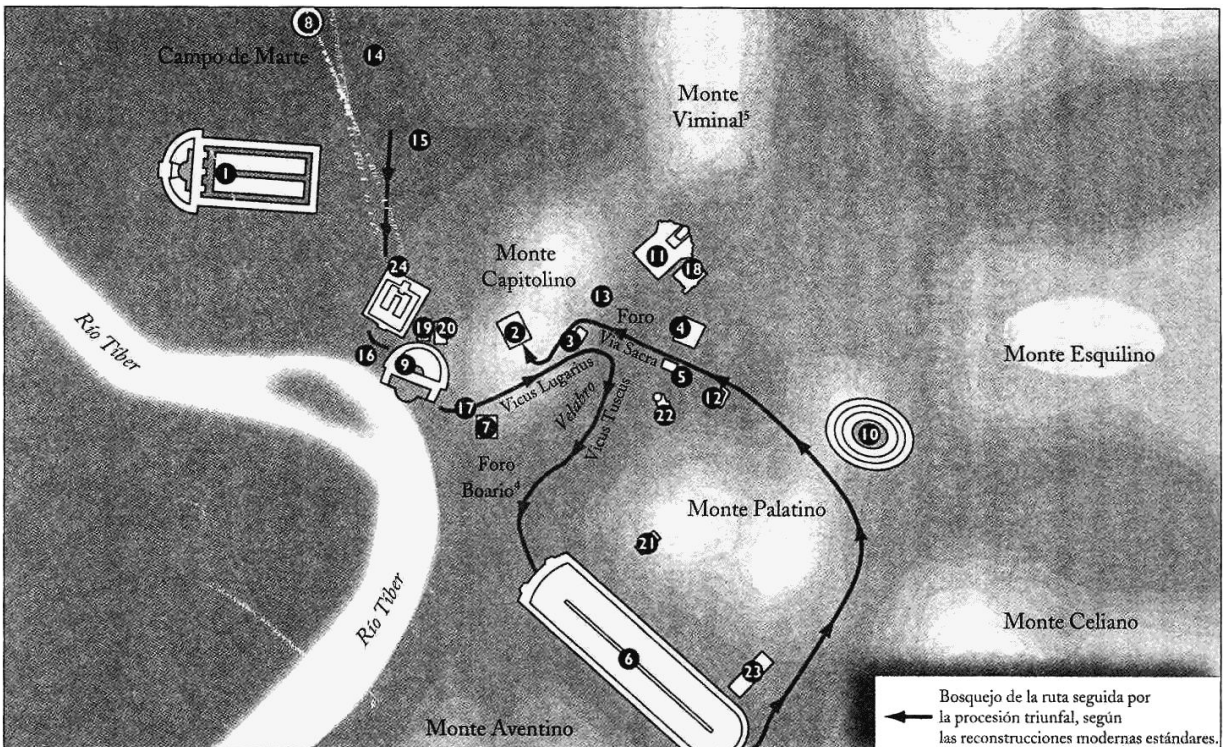 8
Campo de Marte
14
Monte
Viminal⁵
15
1
Monte
Capitolino
11
18
24
13
Río Tíber
Foro
2
3
4
19
20
Via Sacra
Monte Esquilino
16
9
5
Vicus Lugarius
12
17
Velabro
Vicus Tuscus
22
7
10
Foro
Boario⁴
Monte Palatino
21
Río Tíber
Monte Celiano
6
23
Monte Aventino
Bosquejo de la ruta seguida por
la procesión triunfal, según
las reconstrucciones modernas estándares.